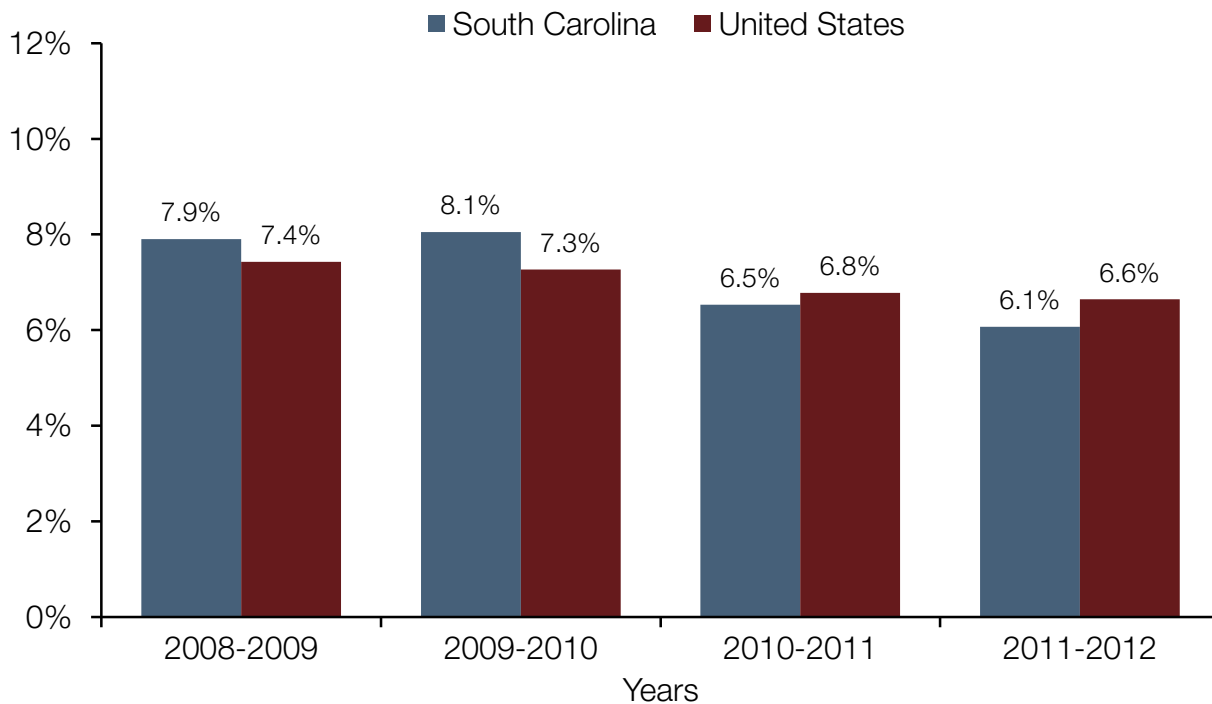 South Carolina United States
12%
10%
8%
6%
4%
2%
0%
7.9% 7.4% 8.1% 7.3% 6.5% 6.8% 6.1% 6.6%
2008-2009 2009-2010 2010-2011 2011-2012
Years